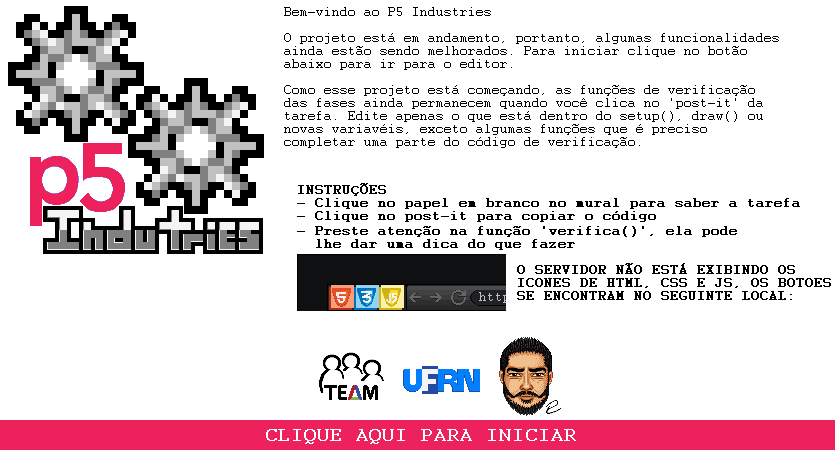 Bem-vindo ao P5 Industries
O projeto está em andamento, portanto, algumas funcionalidades
ainda estão sendo melhorados. Para iniciar clique no botão
abaixo para ir para o editor.
Como esse projeto está começando, as funções de verificação
das fases ainda permanecem quando você clica no 'post-it' da
tarefa. Edite apenas o que está dentro do setup(), draw() ou
novas variavéis, exceto algumas funções que é preciso
completar uma parte do código de verificação.
p5
Industries
INSTRUÇÕES
- Clique no papel em branco no mural para saber a tarefa
- Clique no post-it para copiar o código
- Preste atenção na função 'verifica()', ela pode
lhe dar uma dica do que fazer
5 3 JS http
O SERVIDOR NÃO ESTÁ EXIBINDO OS
ICONES DE HTML, CSS E JS, OS BOTOES
SE ENCONTRAM NO SEGUINTE LOCAL:
TEAM UFRN
CLIQUE AQUI PARA INICIAR